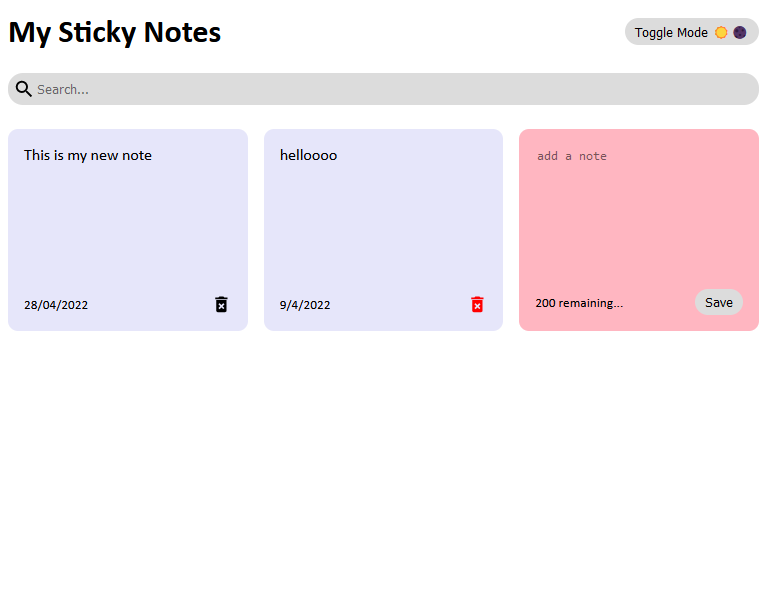 My Sticky Notes
Toggle Mode
Search...
This is my new note
28/04/2022
helloooo
9/4/2022
add a note
200 remaining...
Save